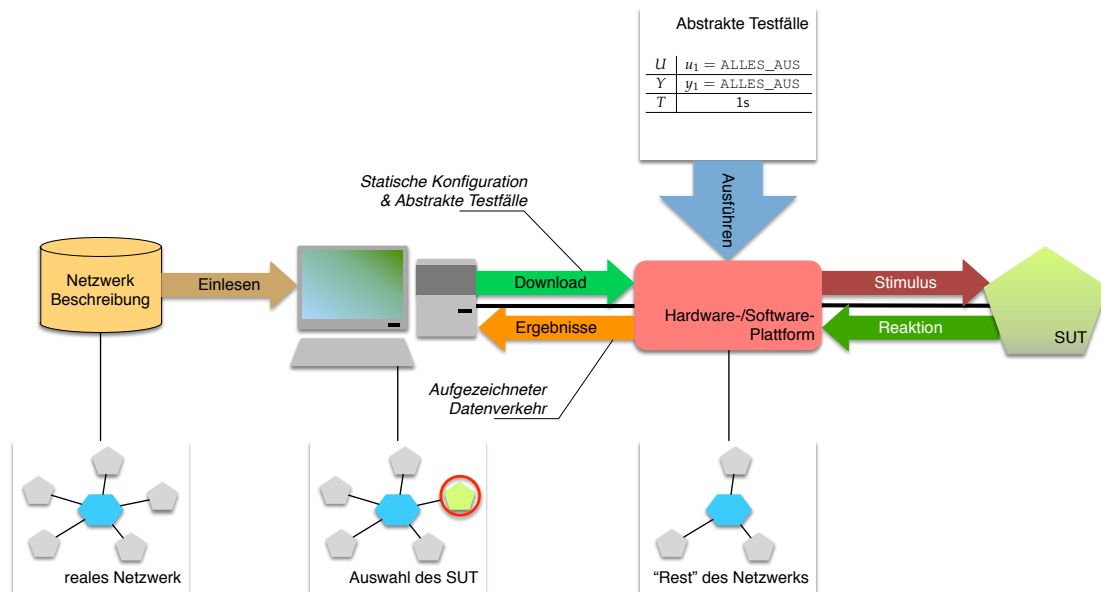 Abstrakte Testfälle
U u₁ = ALLES_AUS
Y y₁ = ALLES_AUS
T 1s
Ausführen
Statische Konfiguration
& Abstrakte Testfälle
Netzwerk
Beschreibung
Einlesen
Download
Ergebnisse
Hardware-/Software-
Plattform
Stimulus
Reaktion
SUT
Aufgezeichneter
Datenverkehr
reales Netzwerk
Auswahl des SUT
“Rest” des Netzwerks